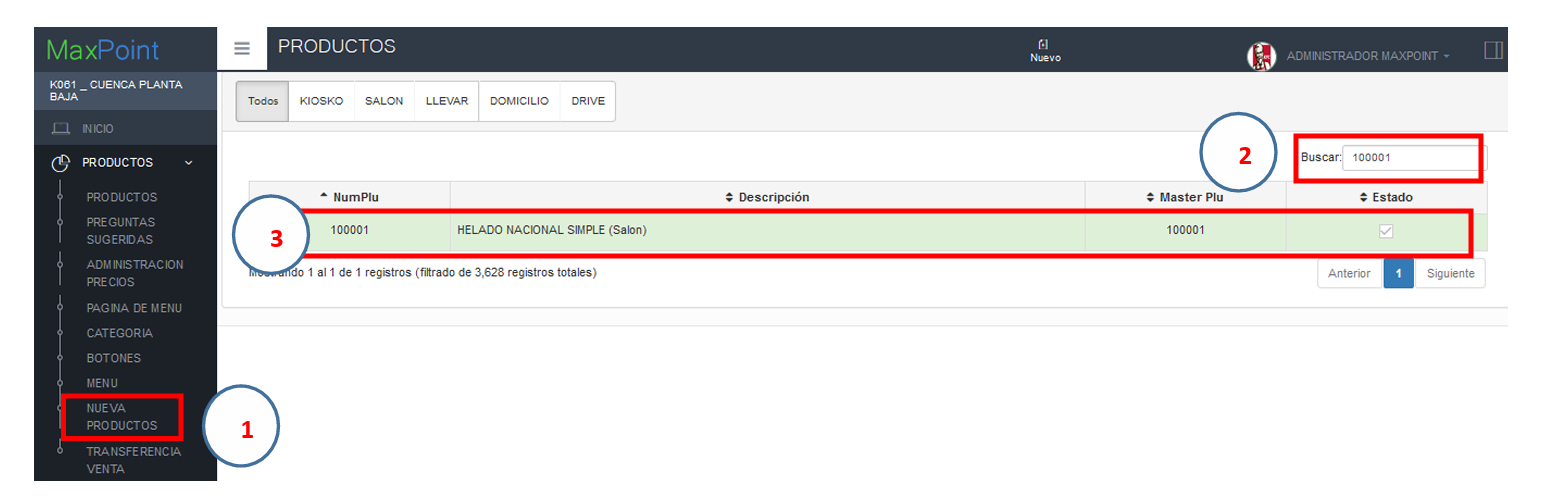 MaxPoint
PRODUCTOS
Nuevo
ADMINISTRADOR MAXPOINT
K061 _ CUENCA PLANTA
BAJA
INICIO
PRODUCTOS
PRODUCTOS
PREGUNTAS
SUGERIDAS
ADMINISTRACION
PRECIOS
PAGINA DE MENU
CATEGORIA
BOTONES
MENU
NUEVA
PRODUCTOS
TRANSFERENCIA
VENTA
1
Todos KIOSKO SALON LLEVAR DOMICILIO DRIVE
2
Buscar: 100001
NumPlu Descripción Master Plu Estado
3
100001 HELADO NACIONAL SIMPLE (Salon) 100001
Mostrando 1 al 1 de 1 registros (filtrado de 3,628 registros totales)
Anterior 1 Siguiente